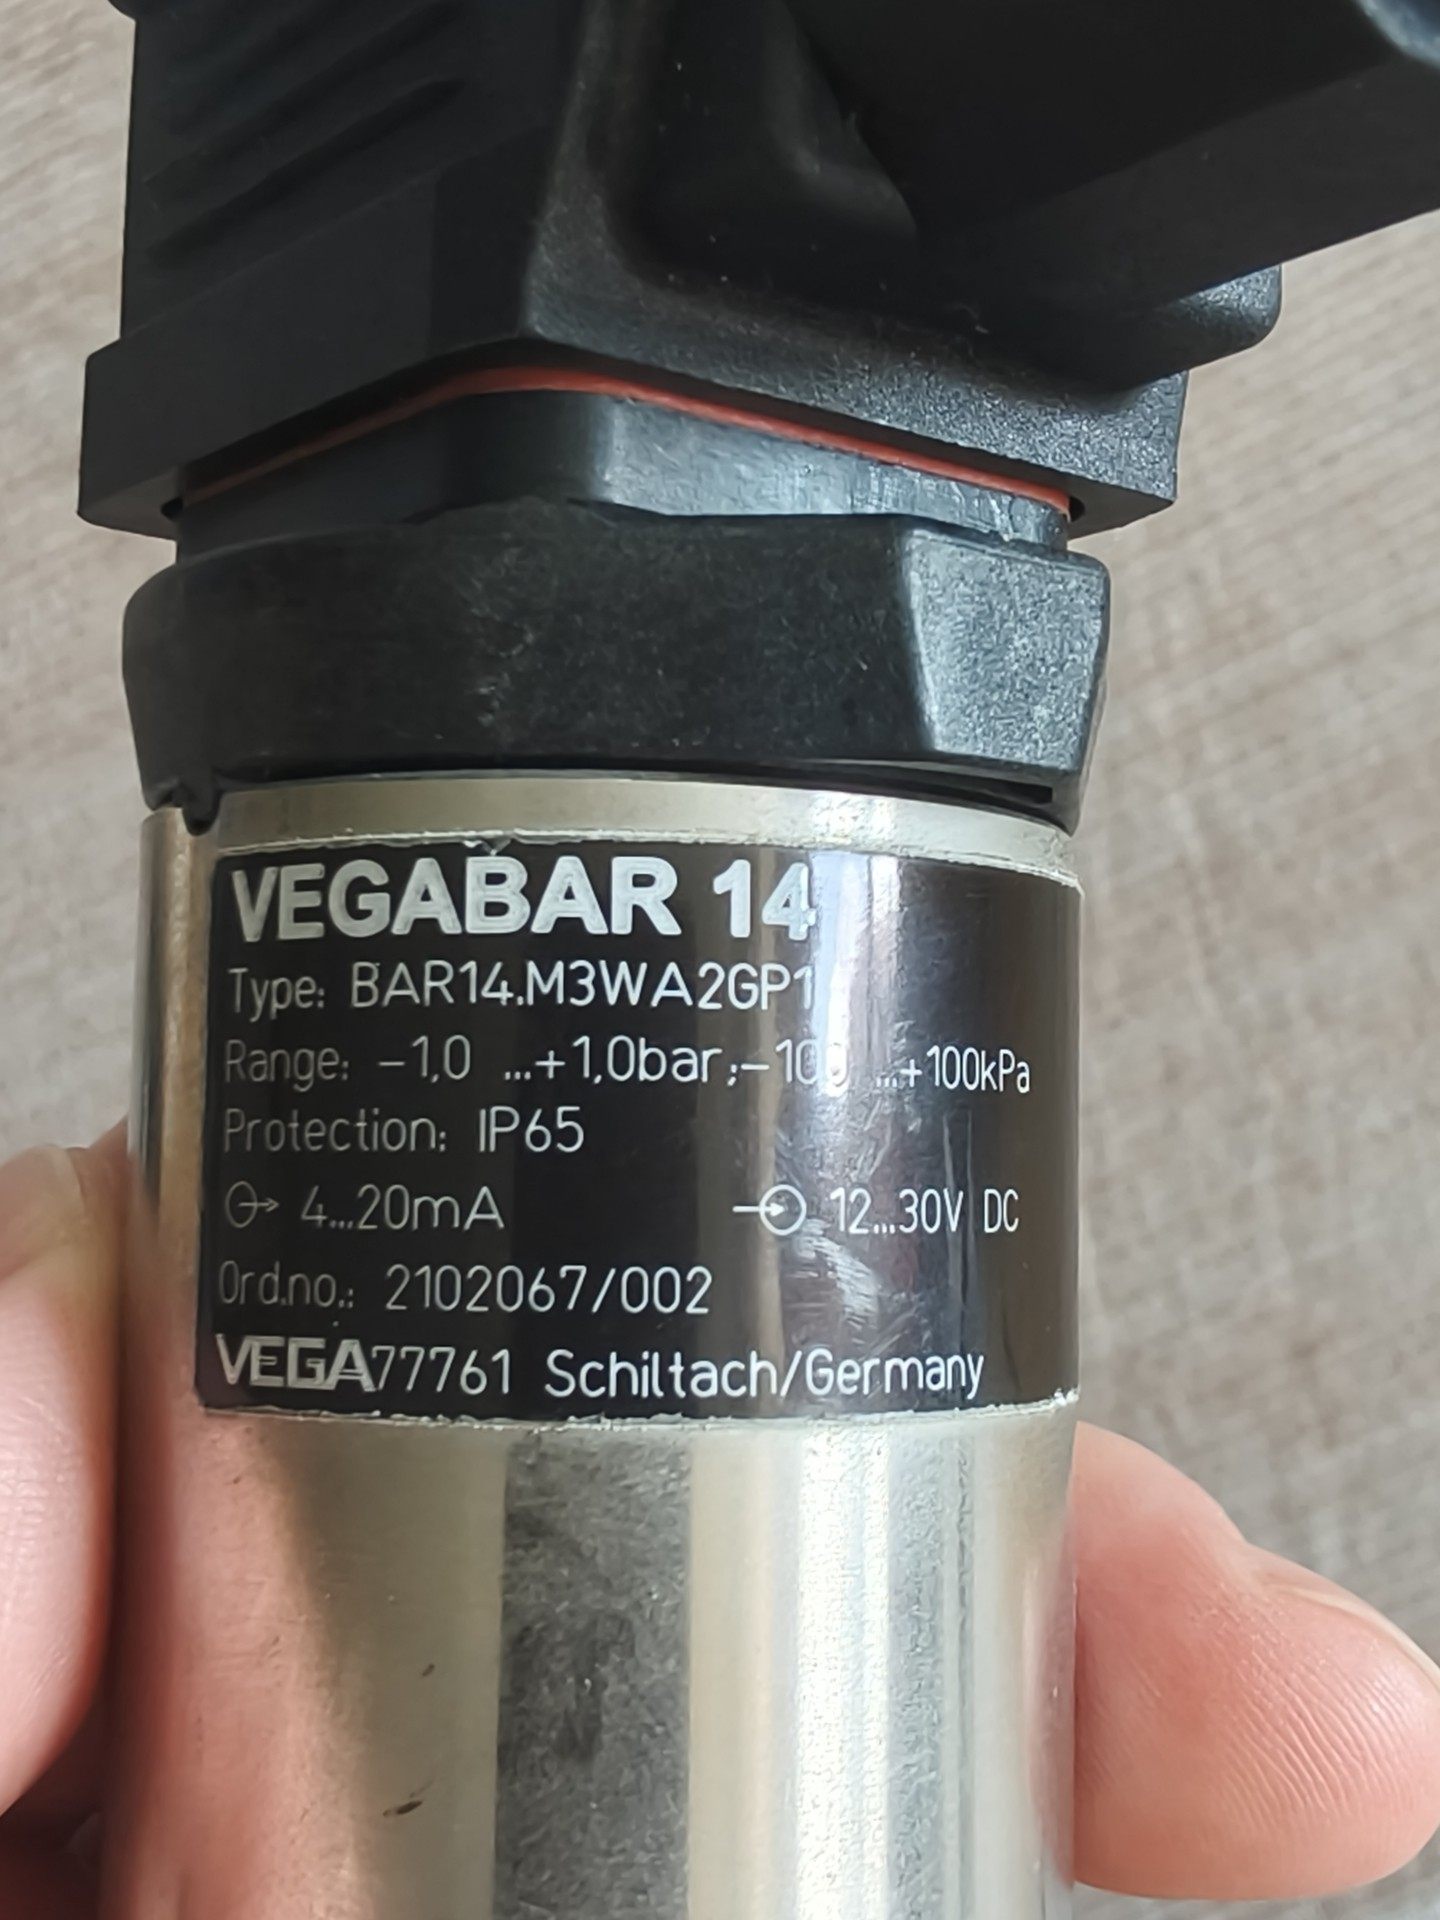 VEGABAR 14
Type: BAR14.M3WA2GP1
Range: -1,0 ...+1,0bar;-100 ...+100kPa
Protection: IP65
4...20mA 12...30V DC
Ord.no.: 2102067/002
VEGA 77761 Schiltach/Germany